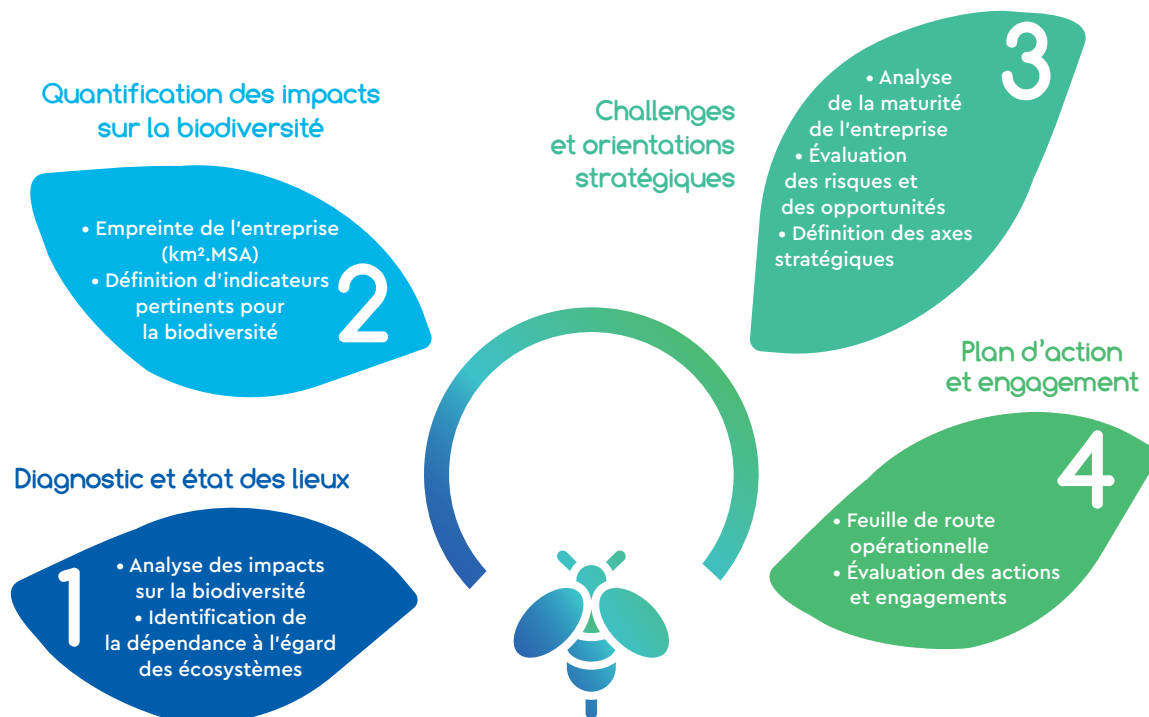 Diagnostic et état des lieux
1
• Analyse des impacts
sur la biodiversité
• Identification de
la dépendance à l'égard
des écosystèmes
Quantification des impacts
sur la biodiversité
• Empreinte de l'entreprise
(km².MSA)
• Définition d'indicateurs
pertinents pour
la biodiversité
2
Challenges
et orientations
stratégiques
3
• Analyse
de la maturité
de l'entreprise
• Évaluation
des risques et
des opportunités
• Définition des axes
stratégiques
Plan d'action
et engagement
4
• Feuille de route
opérationnelle
• Évaluation des actions
et engagements